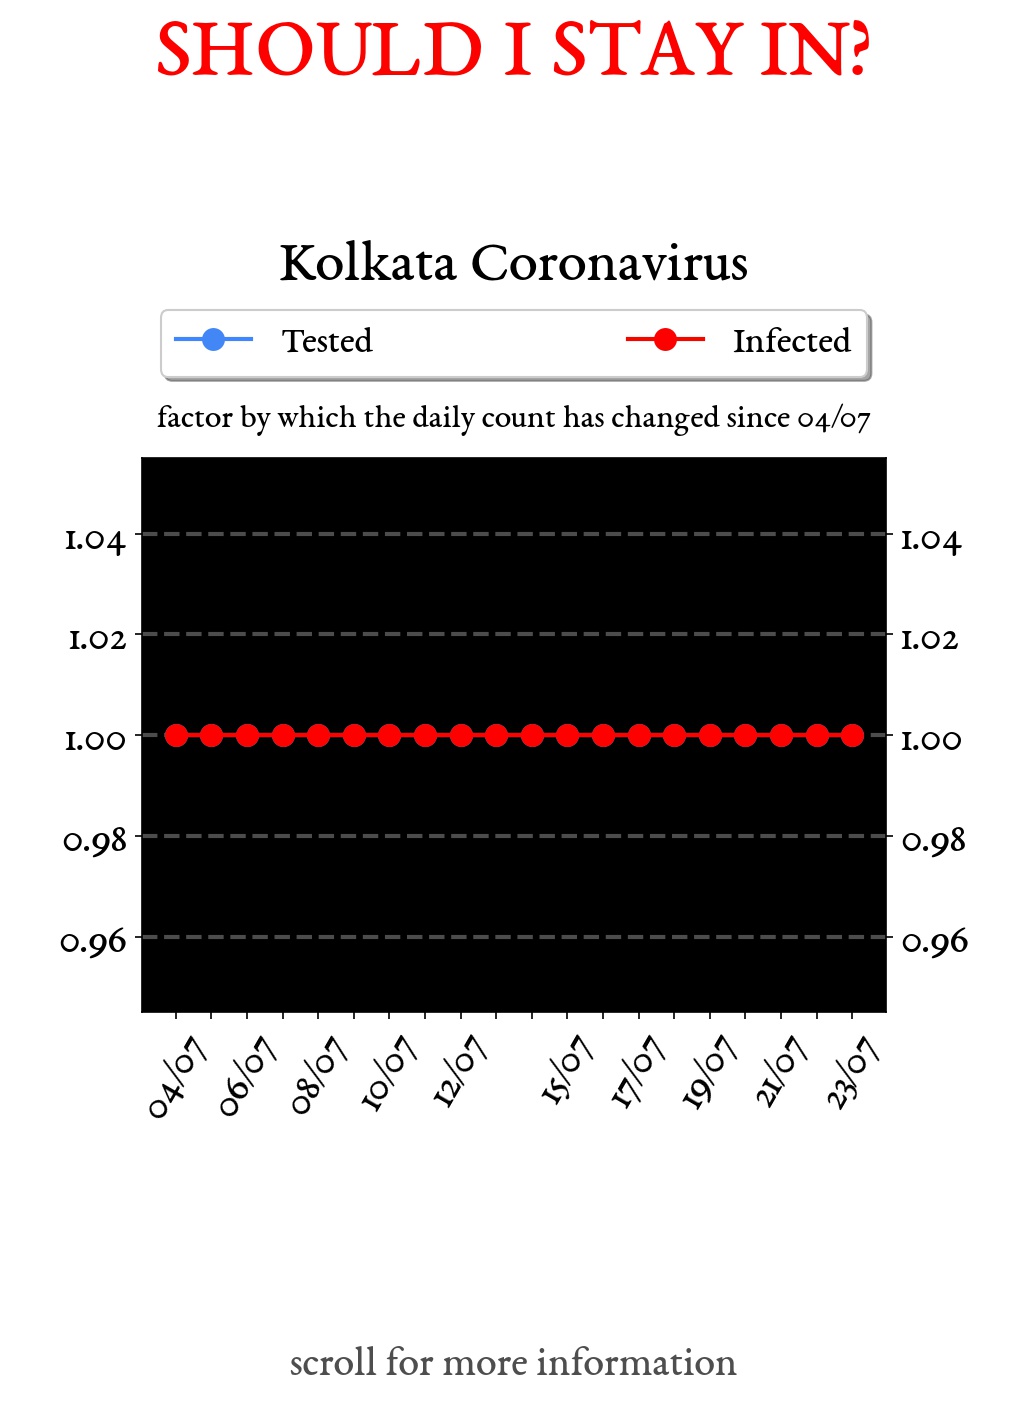 SHOULD I STAY IN?
Kolkata Coronavirus
Tested Infected
factor by which the daily count has changed since 04/07
1.04 1.04
1.02 1.02
1.00 1.00
0.98 0.98
0.96 0.96
04/07 06/07 08/07 10/07 12/07 15/07 17/07 19/07 21/07 23/07
scroll for more information